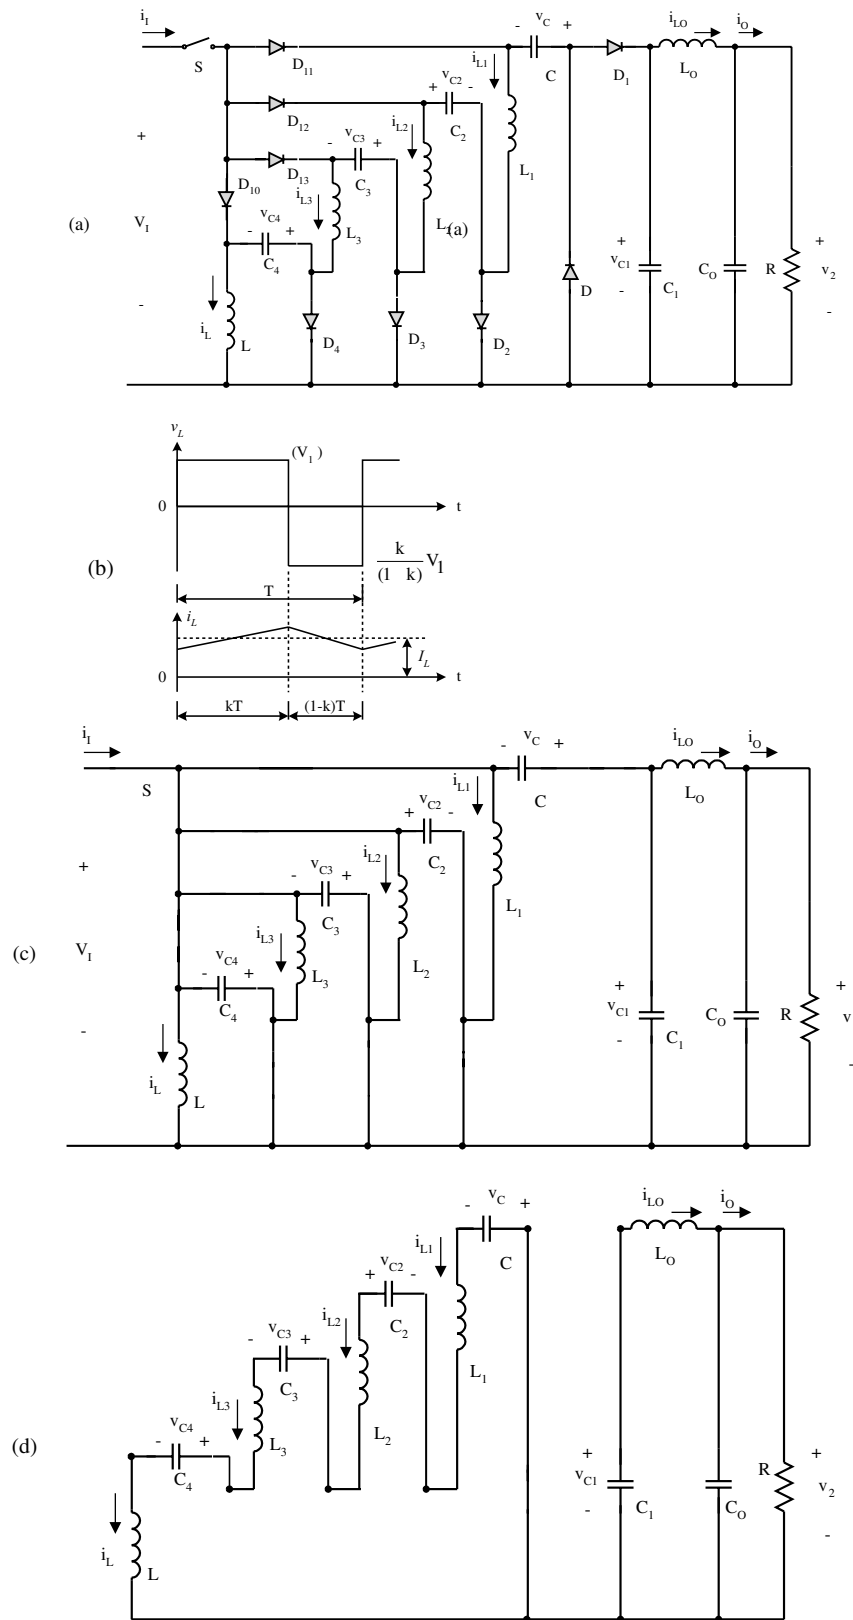 i_I
- v_C +
i_LO i_O
S D_11 i_L1 C D_1 L_O
+ v_C2 -
+ D_12 i_L2 C_2
- v_C3 +
D_13 L_1
D_10 i_L3 C_3
(a) V_I - v_C4 + L_3 L_2 (a) + v_C1 - C_1 C_O R + v_2 -
C_4
- i_L L D_4 D_3 D_2 D
v_L
(V_1)
0 t
(b) k/(1 k) V_1
T
i_L
I_L
0 t
kT (1-k)T
i_I
- v_C +
i_LO i_O
S i_L1 C L_O
+ v_C2 -
+ i_L2 C_2
- v_C3 +
C_3 L_1
i_L3
(c) V_I - v_C4 + L_3 L_2
C_4 + v_C1 - C_1 C_O R + v -
-
i_L L
i_LO i_O
- v_C +
i_L1 C L_O
+ v_C2 -
i_L2 C_2
- v_C3 +
C_3 L_1
i_L3
(d) - v_C4 + L_3 L_2
C_4 + v_C1 - C_1 C_O R + v_2 -
i_L L